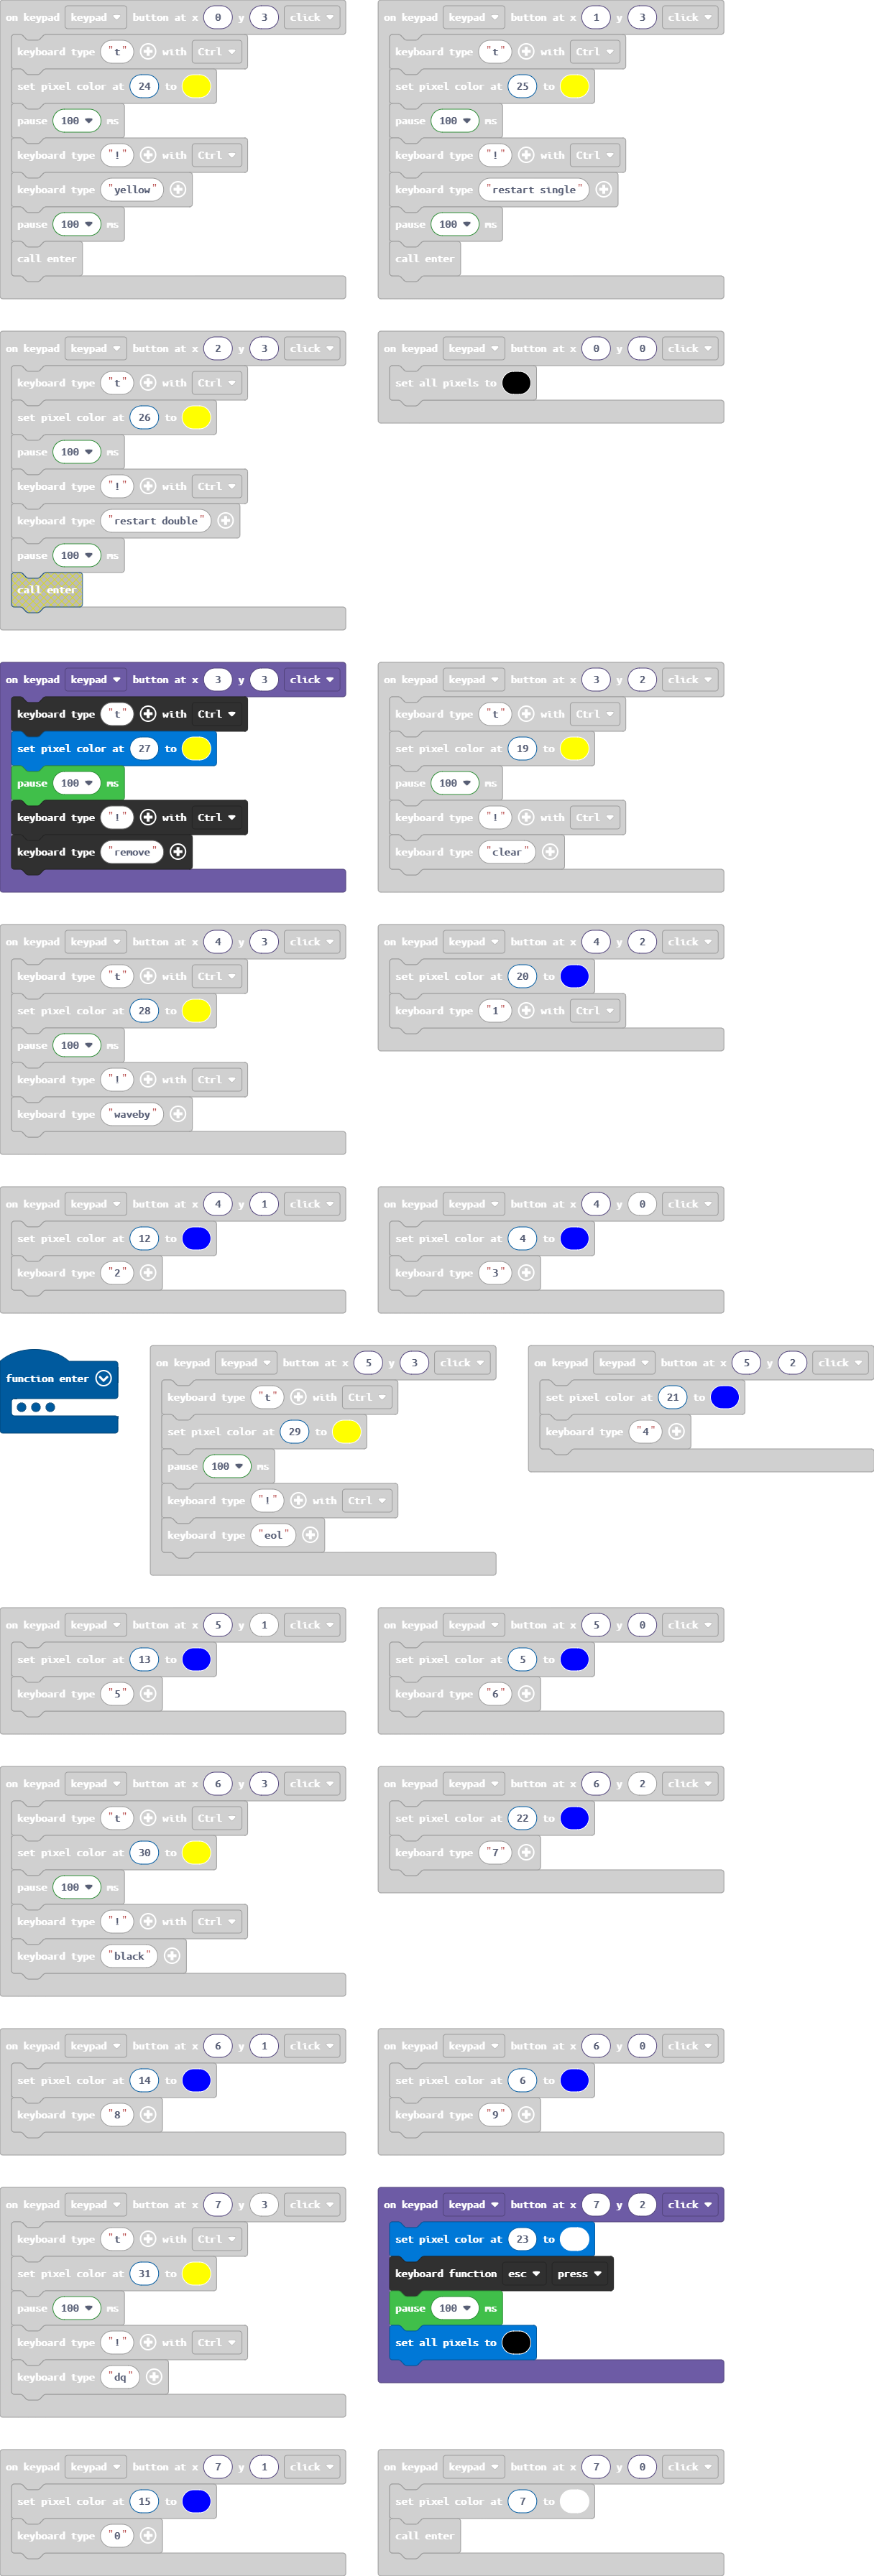 on keypad keypad button at x 0 y 3 click
keyboard type "t" with Ctrl
set pixel color at 24 to
pause 100 ms
keyboard type "!" with Ctrl
keyboard type "yellow"
pause 100 ms
call enter
on keypad keypad button at x 1 y 3 click
keyboard type "t" with Ctrl
set pixel color at 25 to
pause 100 ms
keyboard type "!" with Ctrl
keyboard type "restart single"
pause 100 ms
call enter
on keypad keypad button at x 2 y 3 click
keyboard type "t" with Ctrl
set pixel color at 26 to
pause 100 ms
keyboard type "!" with Ctrl
keyboard type "restart double"
pause 100 ms
call enter
on keypad keypad button at x 0 y 0 click
set all pixels to
on keypad keypad button at x 3 y 3 click
keyboard type "t" with Ctrl
set pixel color at 27 to
pause 100 ms
keyboard type "!" with Ctrl
keyboard type "remove"
on keypad keypad button at x 3 y 2 click
keyboard type "t" with Ctrl
set pixel color at 19 to
pause 100 ms
keyboard type "!" with Ctrl
keyboard type "clear"
on keypad keypad button at x 4 y 3 click
keyboard type "t" with Ctrl
set pixel color at 28 to
pause 100 ms
keyboard type "!" with Ctrl
keyboard type "waveby"
on keypad keypad button at x 4 y 2 click
set pixel color at 20 to
keyboard type "1" with Ctrl
on keypad keypad button at x 4 y 1 click
set pixel color at 12 to
keyboard type "2"
on keypad keypad button at x 4 y 0 click
set pixel color at 4 to
keyboard type "3"
function enter
on keypad keypad button at x 5 y 3 click
keyboard type "t" with Ctrl
set pixel color at 29 to
pause 100 ms
keyboard type "!" with Ctrl
keyboard type "eol"
on keypad keypad button at x 5 y 2 click
set pixel color at 21 to
keyboard type "4"
on keypad keypad button at x 5 y 1 click
set pixel color at 13 to
keyboard type "5"
on keypad keypad button at x 5 y 0 click
set pixel color at 5 to
keyboard type "6"
on keypad keypad button at x 6 y 3 click
keyboard type "t" with Ctrl
set pixel color at 30 to
pause 100 ms
keyboard type "!" with Ctrl
keyboard type "black"
on keypad keypad button at x 6 y 2 click
set pixel color at 22 to
keyboard type "7"
on keypad keypad button at x 6 y 1 click
set pixel color at 14 to
keyboard type "8"
on keypad keypad button at x 6 y 0 click
set pixel color at 6 to
keyboard type "9"
on keypad keypad button at x 7 y 3 click
keyboard type "t" with Ctrl
set pixel color at 31 to
pause 100 ms
keyboard type "!" with Ctrl
keyboard type "dq"
on keypad keypad button at x 7 y 2 click
set pixel color at 23 to
keyboard function esc press
pause 100 ms
set all pixels to
on keypad keypad button at x 7 y 1 click
set pixel color at 15 to
keyboard type "0"
on keypad keypad button at x 7 y 0 click
set pixel color at 7 to
call enter